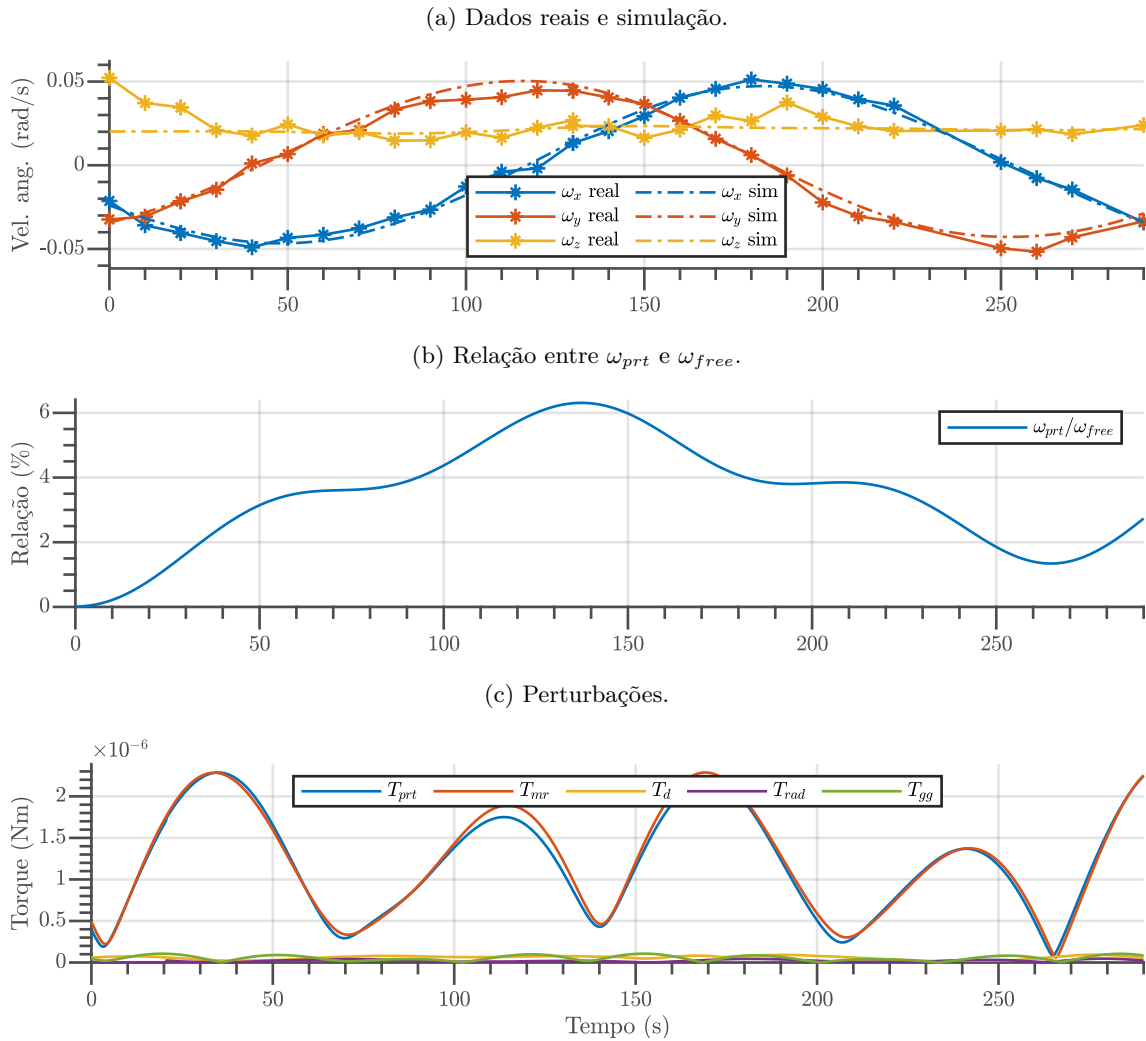 (a) Dados reais e simulação.
Vel. ang. (rad/s)
0.05
0
-0.05
ωx real ωx sim
ωy real ωy sim
ωz real ωz sim
0 50 100 150 200 250
(b) Relação entre ωprt e ωfree.
Relação (%)
6
4
2
0
ωprt/ωfree
0 50 100 150 200 250
(c) Perturbações.
×10−6
Torque (Nm)
2
1.5
1
0.5
0
Tprt Tmr Td Trad Tgg
0 50 100 150 200 250
Tempo (s)